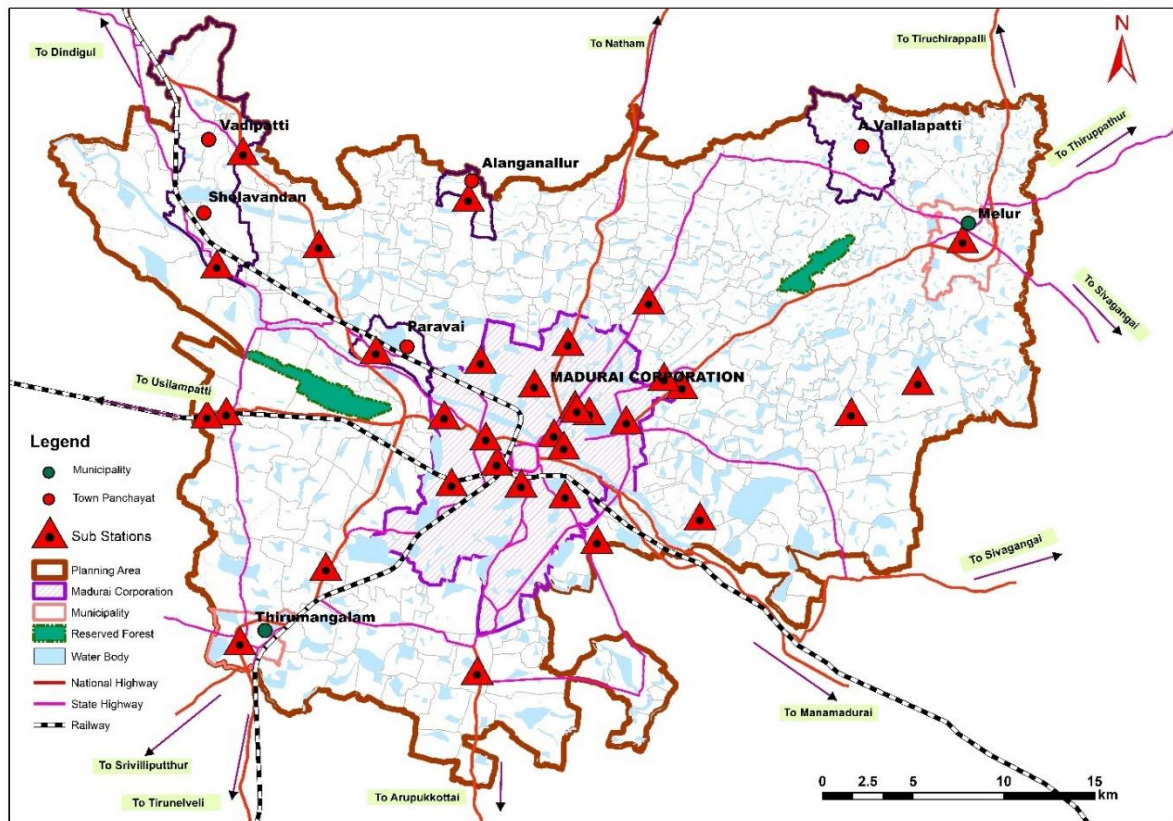 To Dindigul
To Natham
To Tiruchirappalli
N
Vadipatti
A.Vallalapatti
To Thiruppathur
Alanganallur
Sholavandan
Melur
To Sivagangai
Paravai
MADURAI CORPORATION
To Usilampatti
Legend
Municipality
Town Panchayat
Sub Stations
Planning Area
Madurai Corporation
Municipality
Reserved Forest
Water Body
National Highway
State Highway
Railway
To Sivagangai
Thirumangalam
To Manamadurai
To Srivilliputthur
To Tirunelveli
To Arupukkottai
0 2.5 5 10 15
km